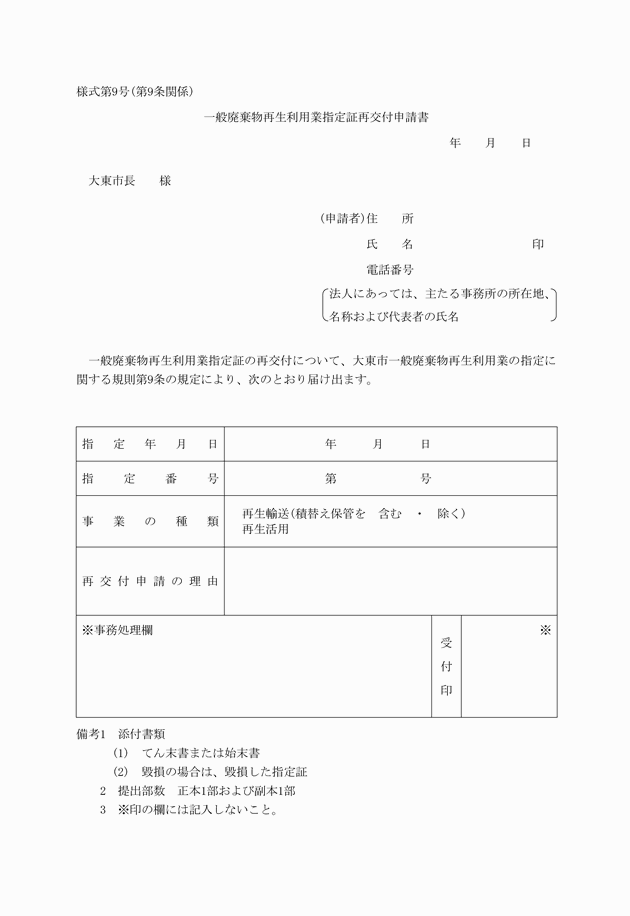 様式第9号(第9条関係)
一般廃棄物再生利用業指定証再交付申請書
年　　月　　日
大東市長　　様
(申請者)住　　所
氏　　名　　　　　　　　　　印
電話番号
法人にあっては、主たる事務所の所在地、
名称および代表者の氏名
一般廃棄物再生利用業指定証の再交付について、大東市一般廃棄物再生利用業の指定に
関する規則第9条の規定により、次のとおり届け出ます。
指定年月日　　年　　月　　日
指定番号　　第　　　　号
事業の種類
再生輸送(積替え保管を　含む　・　除く)
再生活用
再交付申請の理由
※事務処理欄
受付印
※
備考1　添付書類
(1)　てん末書または始末書
(2)　毀損の場合は、毀損した指定証
2　提出部数　正本1部および副本1部
3　※印の欄には記入しないこと。